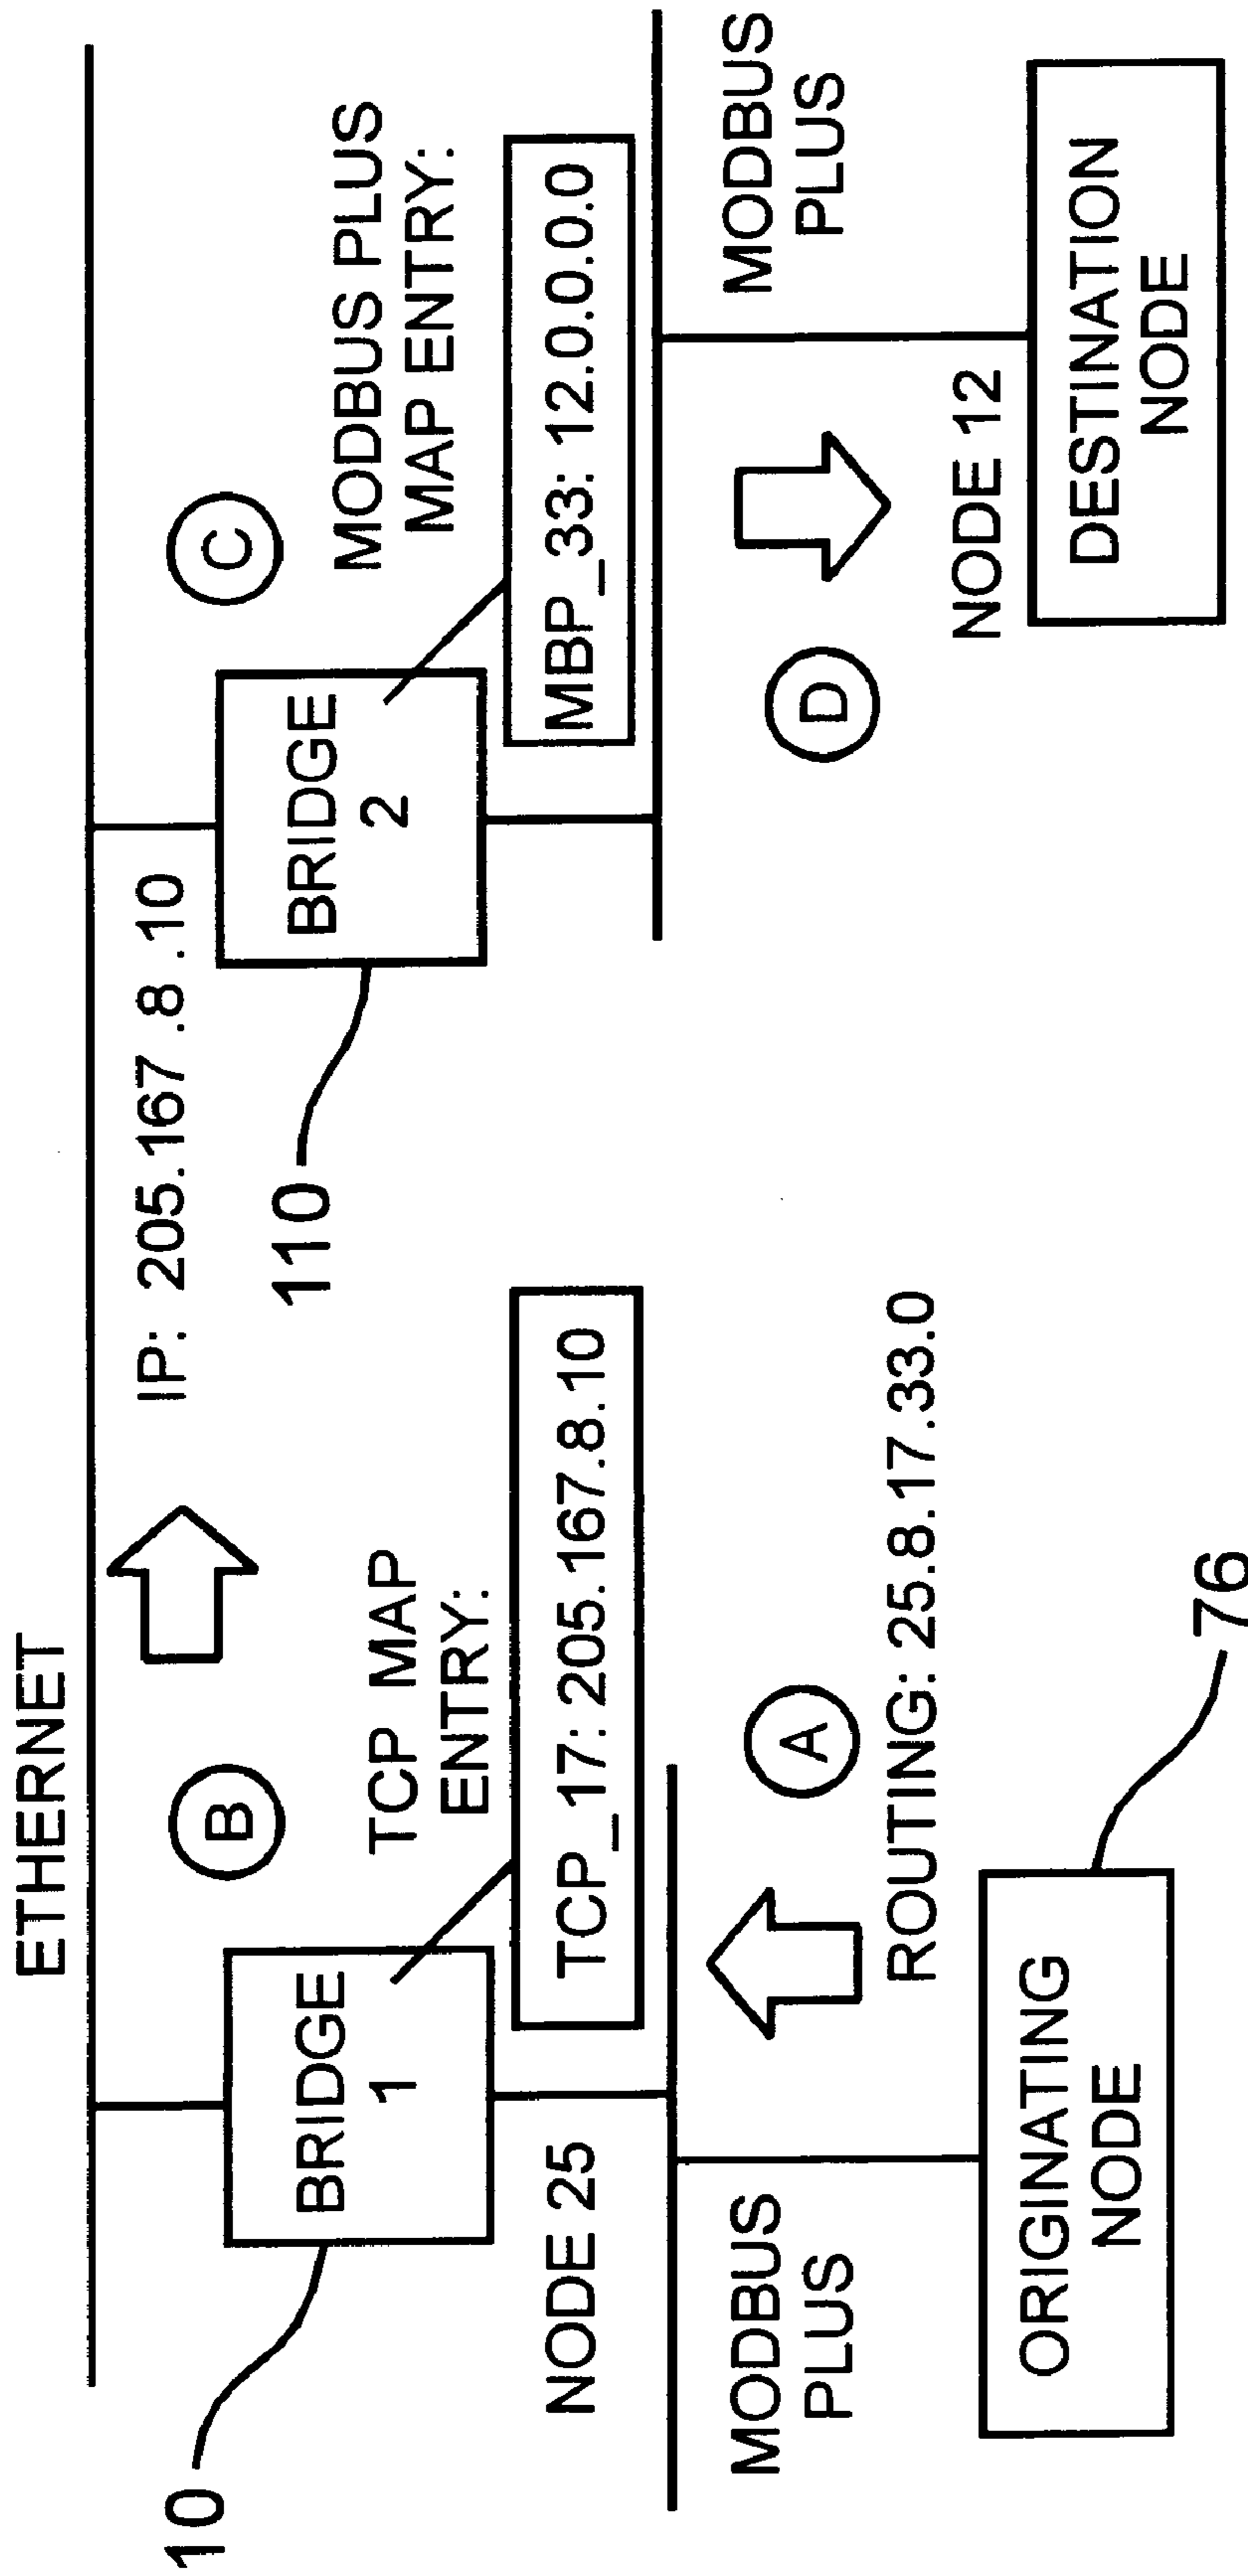 ETHERNET
IP: 205.167.8.10
B
C
10
BRIDGE
1
TCP MAP
ENTRY:
TCP_17: 205.167.8.10
110
BRIDGE
2
MODBUS PLUS
MAP ENTRY:
MBP_33: 12.0.0.0.0
NODE 25
MODBUS
PLUS
A
ROUTING: 25.8.17.33.0
ORIGINATING
NODE
76
D
MODBUS
PLUS
NODE 12
DESTINATION
NODE